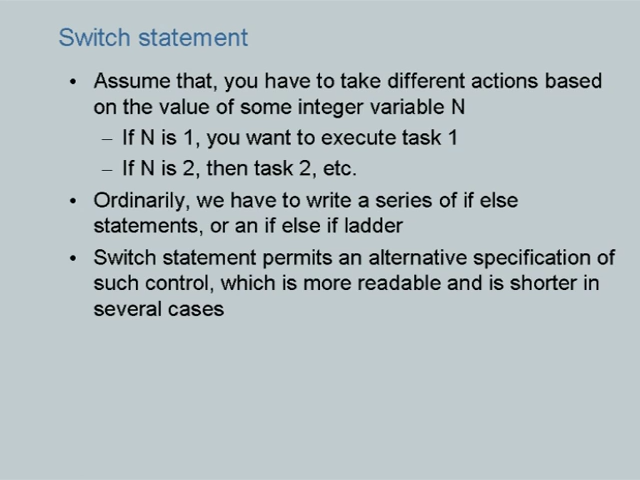 Switch statement
• Assume that, you have to take different actions based
on the value of some integer variable N
– If N is 1, you want to execute task 1
– If N is 2, then task 2, etc.
• Ordinarily, we have to write a series of if else
statements, or an if else if ladder
• Switch statement permits an alternative specification of
such control, which is more readable and is shorter in
several cases